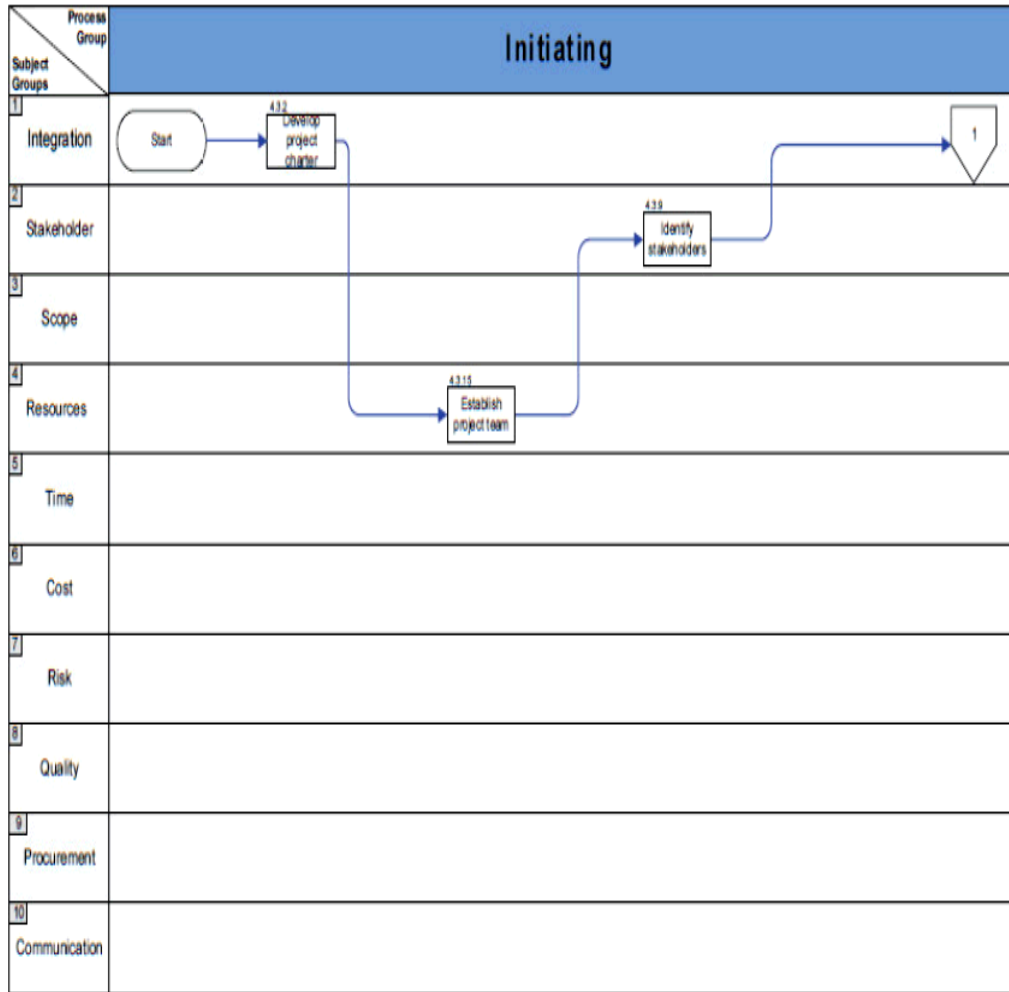 Process
Group
Subject
Groups
Initiating
1
Integration
Start
4.3.2
Develop
project
charter
1
2
Stakeholder
4.3.9
Identify
stakeholders
3
Scope
4
Resources
4.3.15
Establish
project team
5
Time
6
Cost
7
Risk
8
Quality
9
Procurement
10
Communication